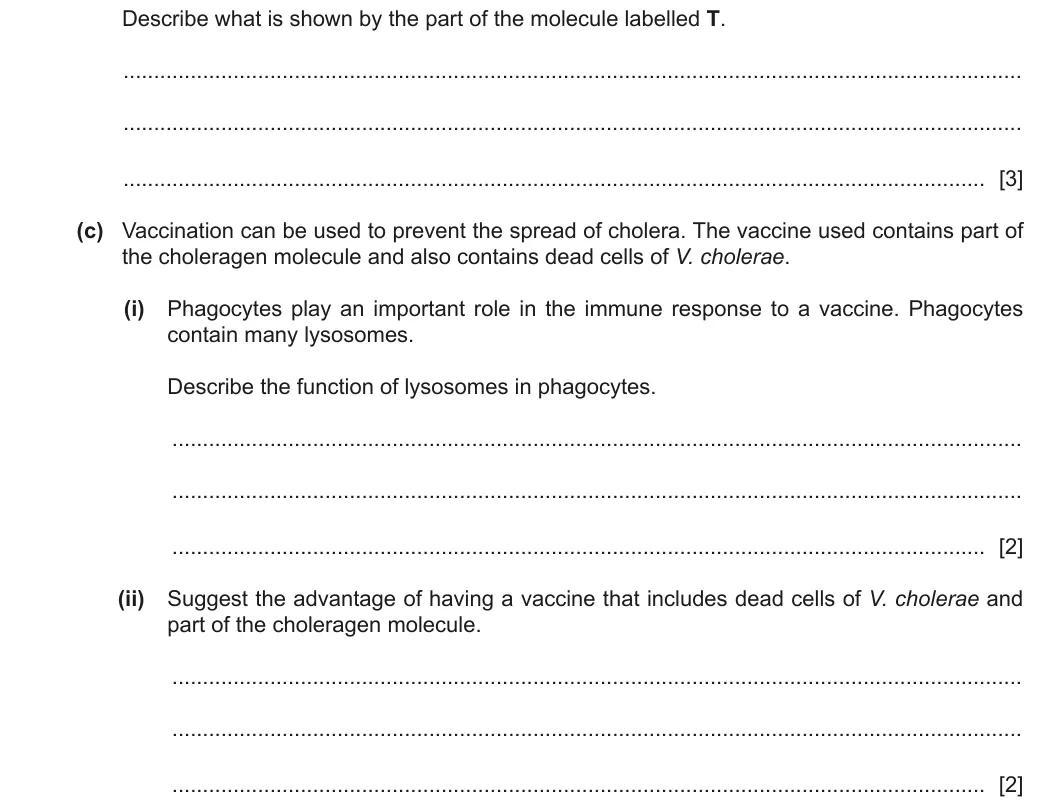 Describe what is shown by the part of the molecule labelled T.
................................................................................................................................................
................................................................................................................................................
.......................................................................................................................................... [3]
(c) Vaccination can be used to prevent the spread of cholera. The vaccine used contains part of
the choleragen molecule and also contains dead cells of V. cholerae.
(i) Phagocytes play an important role in the immune response to a vaccine. Phagocytes
contain many lysosomes.
Describe the function of lysosomes in phagocytes.
........................................................................................................................................
........................................................................................................................................
.................................................................................................................................. [2]
(ii) Suggest the advantage of having a vaccine that includes dead cells of V. cholerae and
part of the choleragen molecule.
........................................................................................................................................
........................................................................................................................................
.................................................................................................................................. [2]